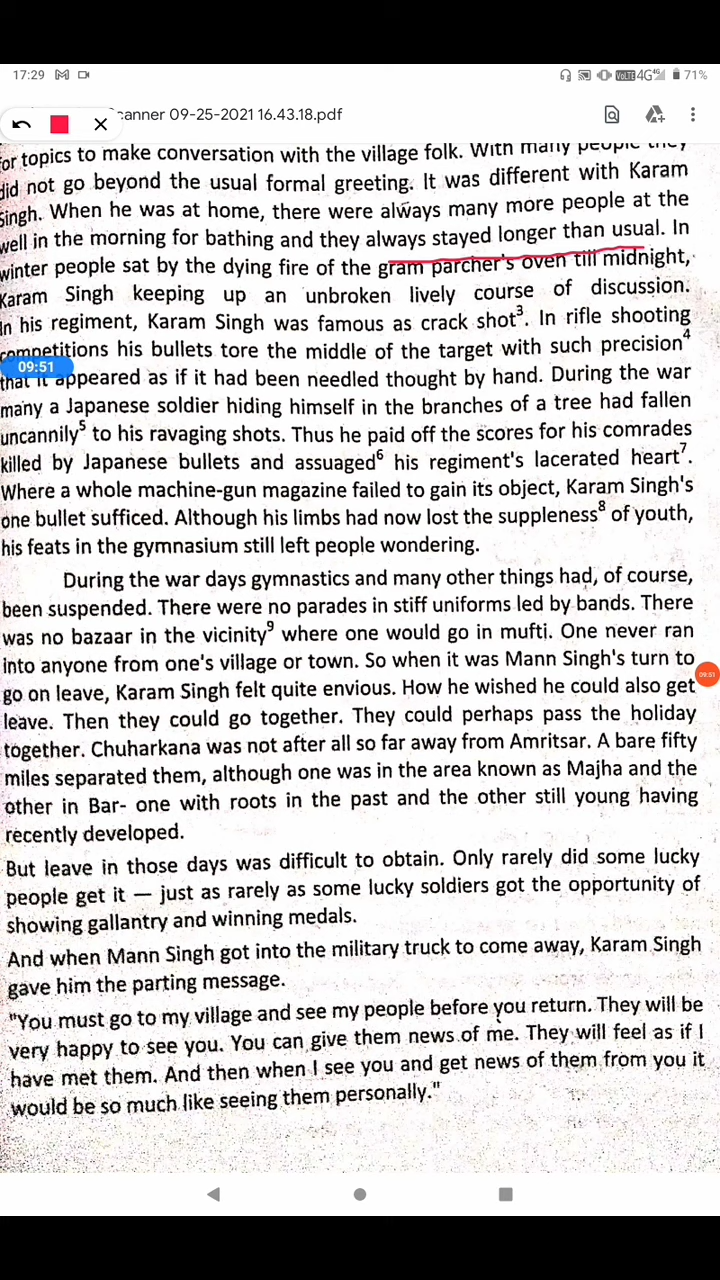 17:29 VoLTE 4G 4G 71%
canner 09-25-2021 16.43.18.pdf
or topics to make conversation with the village folk. With many people they
did not go beyond the usual formal greeting. It was different with Karam
Singh. When he was at home, there were always many more people at the
well in the morning for bathing and they always stayed longer than usual. In
winter people sat by the dying fire of the gram parcher's oven till midnight,
Karam Singh keeping up an unbroken lively course of discussion.
In his regiment, Karam Singh was famous as crack shot3. In rifle shooting
competitions his bullets tore the middle of the target with such precision4
09:51
that it appeared as if it had been needled thought by hand. During the war
many a Japanese soldier hiding himself in the branches of a tree had fallen
uncannily5 to his ravaging shots. Thus he paid off the scores for his comrades
killed by Japanese bullets and assuaged6 his regiment's lacerated heart7.
Where a whole machine-gun magazine failed to gain its object, Karam Singh's
one bullet sufficed. Although his limbs had now lost the suppleness8 of youth,
his feats in the gymnasium still left people wondering.
During the war days gymnastics and many other things had, of course,
been suspended. There were no parades in stiff uniforms led by bands. There
was no bazaar in the vicinity9 where one would go in mufti. One never ran
into anyone from one's village or town. So when it was Mann Singh's turn to
09:51
go on leave, Karam Singh felt quite envious. How he wished he could also get
leave. Then they could go together. They could perhaps pass the holiday
together. Chuharkana was not after all so far away from Amritsar. A bare fifty
miles separated them, although one was in the area known as Majha and the
other in Bar- one with roots in the past and the other still young having
recently developed.
But leave in those days was difficult to obtain. Only rarely did some lucky
people get it — just as rarely as some lucky soldiers got the opportunity of
showing gallantry and winning medals.
And when Mann Singh got into the military truck to come away, Karam Singh
gave him the parting message.
"You must go to my village and see my people before you return. They will be
very happy to see you. You can give them news of me. They will feel as if I
have met them. And then when I see you and get news of them from you it
would be so much like seeing them personally."